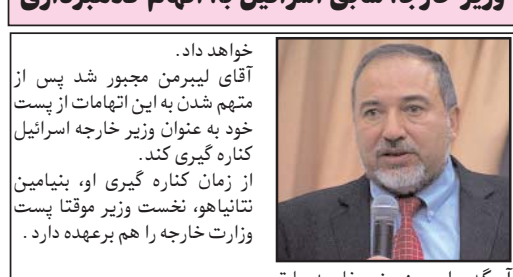 وزیر خارجه سابق اسرائیل به اتهام کلاهبرداری
خواهد داد.
آقای لیبرمن مجبور شد پس از
متهم شدن به این اتهامات از پست
خود به عنوان وزیر خارجه اسرائیل
کناره گیری کند.
از زمان کناره گیری او، بنیامین
نتانیاهو، نخست وزیر موقتا پست
وزارت خارجه را هم برعهده دارد .